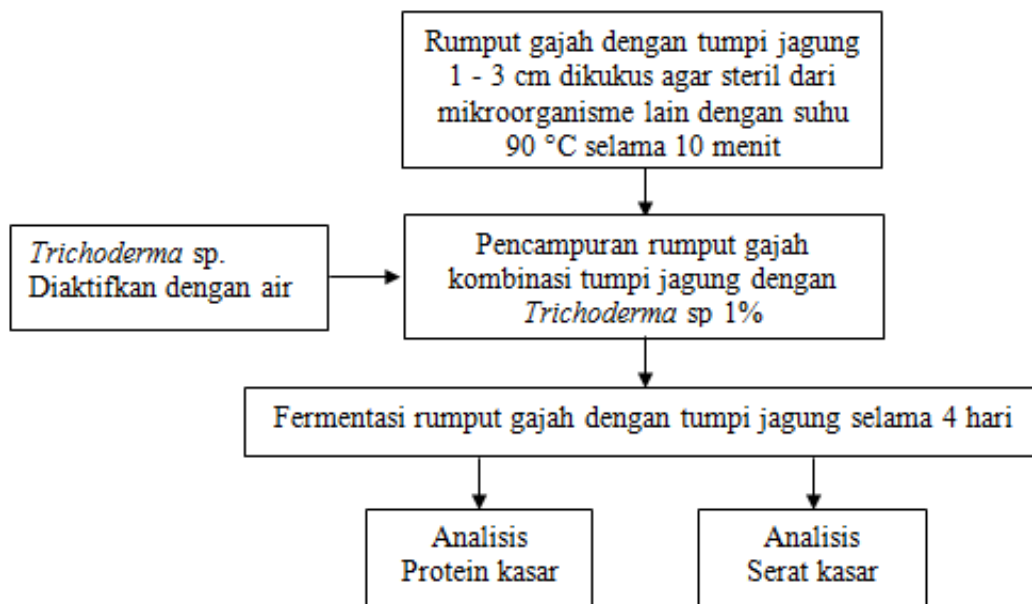 Rumput gajah dengan tumpi jagung
1 - 3 cm dikukus agar steril dari
mikroorganisme lain dengan suhu
90 °C selama 10 menit
Trichoderma sp.
Diaktifkan dengan air
Pencampuran rumput gajah
kombinasi tumpi jagung dengan
Trichoderma sp 1%
Fermentasi rumput gajah dengan tumpi jagung selama 4 hari
Analisis
Protein kasar
Analisis
Serat kasar